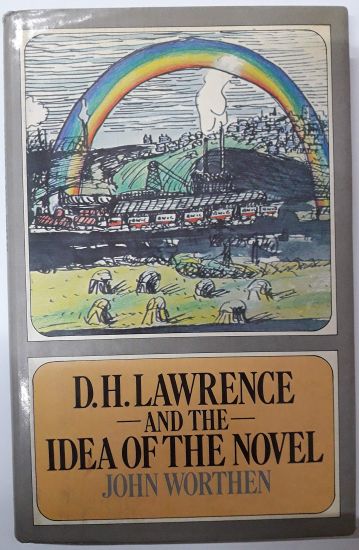 D.H. LAWRENCE
— AND THE —
IDEA OF THE NOVEL
JOHN WORTHEN